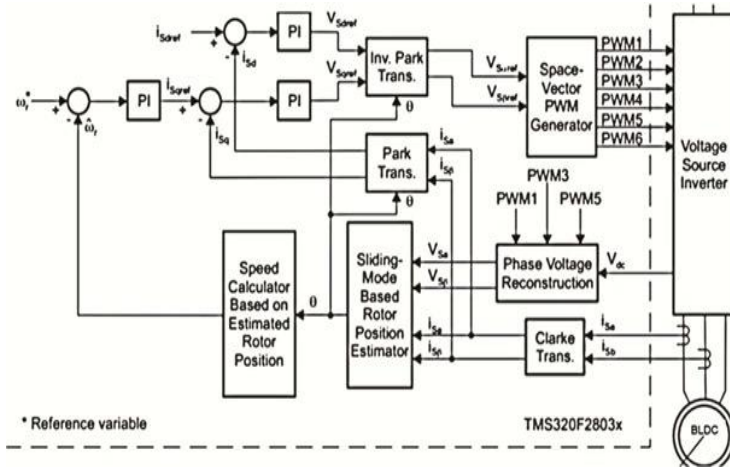 i_Sdref
+
-
i_Sd
PI
V_Sdref
Inv. Park
Trans.
θ
V_Sαref
V_Sβref
Space-
Vector
PWM
Generator
PWM1
PWM2
PWM3
PWM4
PWM5
PWM6
Voltage
Source
Inverter
ω_r*
+
-
ω̂_r
PI
i_Sqref
+
-
i_Sq
PI
V_Sqref
Park
Trans.
θ
i_Sα
i_Sβ
PWM1
PWM3
PWM5
Speed
Calculator
Based on
Estimated
Rotor
Position
θ
Sliding-
Mode
Based
Rotor
Position
Estimator
V_Sα
V_Sβ
Phase Voltage
Reconstruction
V_dc
i_Sα
i_Sβ
Clarke
Trans.
i_Sa
i_Sb
* Reference variable
TMS320F2803x
BLDC